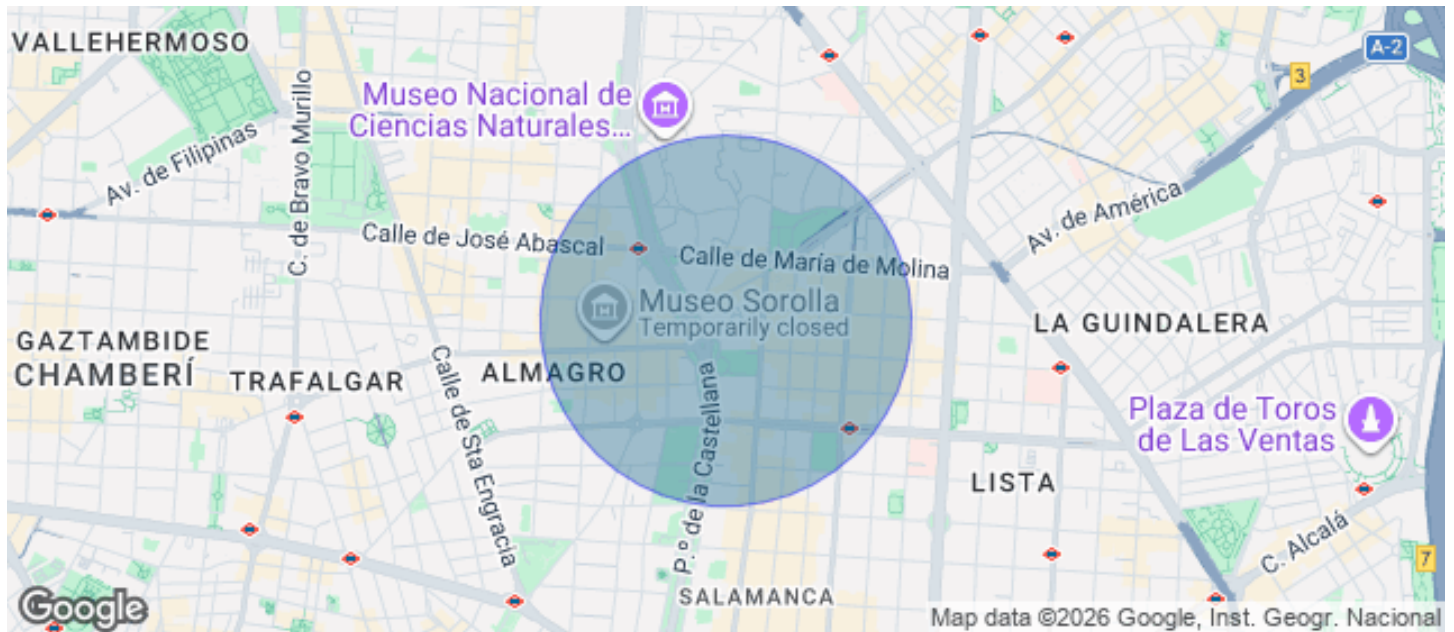 VALLEHERMOSO
A-2
3
Museo Nacional de
Ciencias Naturales...
Av. de Filipinas
C. de Bravo Murillo
Av. de América
Calle de José Abascal
Calle de María de Molina
Museo Sorolla
Temporarily closed
LA GUINDALERA
GAZTAMBIDE
CHAMBERÍ
TRAFALGAR
ALMAGRO
Calle de Sta Engracia
P.º de la Castellana
Plaza de Toros
de Las Ventas
LISTA
C. Alcalá
7
SALAMANCA
Google
Map data ©2026 Google, Inst. Geogr. Nacional